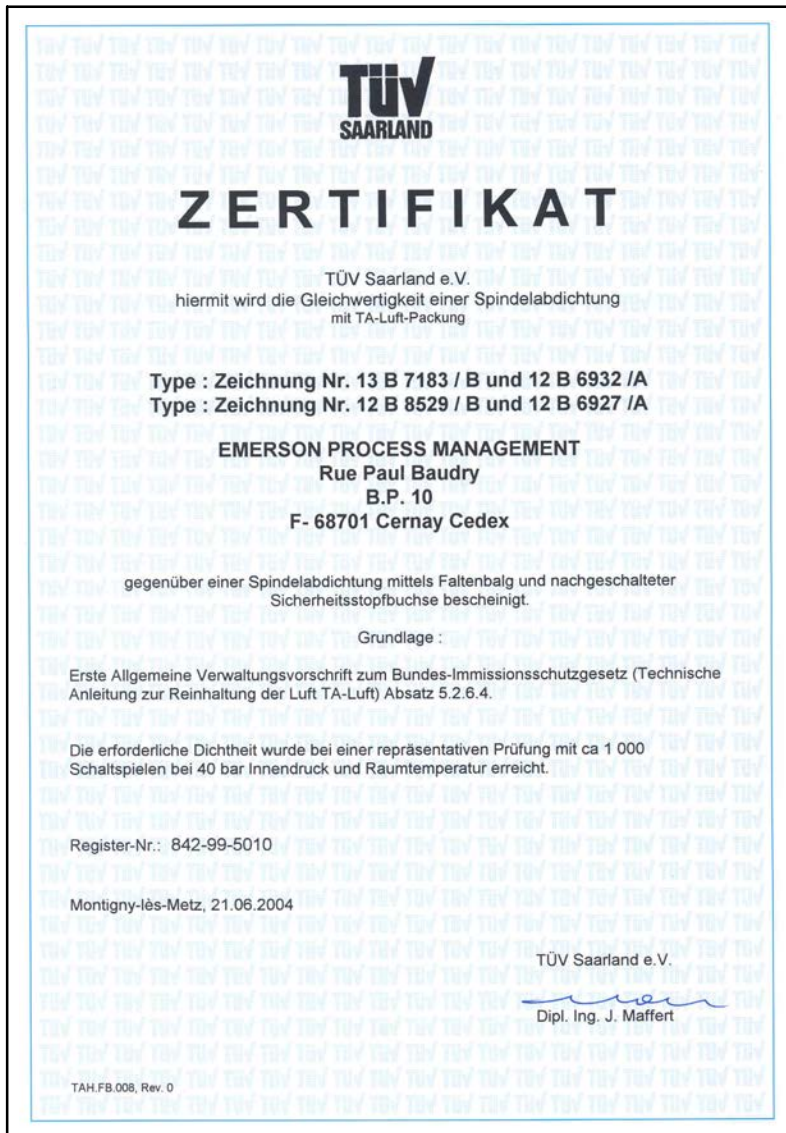 TÜV
SAARLAND
ZERTIFIKAT
TÜV Saarland e.V.
hiermit wird die Gleichwertigkeit einer Spindelabdichtung
mit TA-Luft-Packung
Type : Zeichnung Nr. 13 B 7183 / B und 12 B 6932 /A
Type : Zeichnung Nr. 12 B 8529 / B und 12 B 6927 /A
EMERSON PROCESS MANAGEMENT
Rue Paul Baudry
B.P. 10
F- 68701 Cernay Cedex
gegenüber einer Spindelabdichtung mittels Faltenbalg und nachgeschalteter
Sicherheitsstopfbuchse bescheinigt.
Grundlage :
Erste Allgemeine Verwaltungsvorschrift zum Bundes-Immissionsschutzgesetz (Technische
Anleitung zur Reinhaltung der Luft TA-Luft) Absatz 5.2.6.4.
Die erforderliche Dichtheit wurde bei einer repräsentativen Prüfung mit ca 1 000
Schaltspielen bei 40 bar Innendruck und Raumtemperatur erreicht.
Register-Nr.: 842-99-5010
Montigny-lès-Metz, 21.06.2004
TÜV Saarland e.V.
Dipl. Ing. J. Maffert
TAH.FB.008, Rev. 0